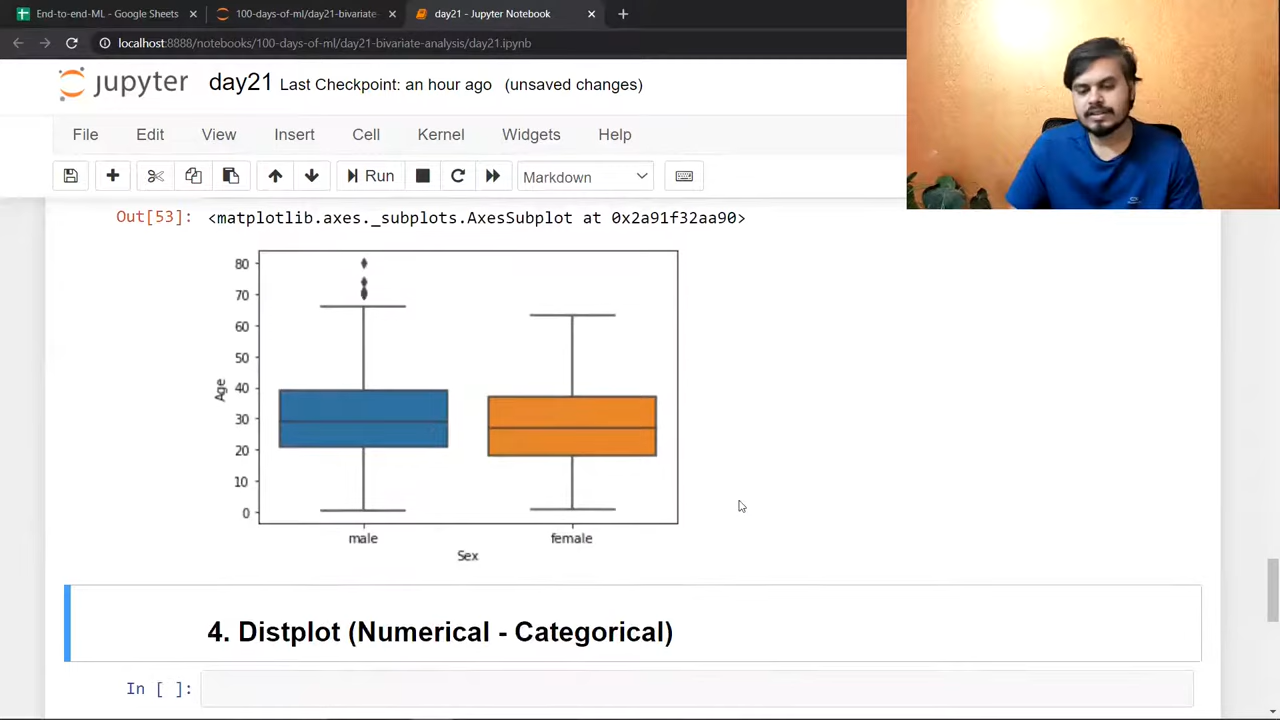 End-to-end-ML - Google Sheets
100-days-of-ml/day21-bivariate-
day21 - Jupyter Notebook
localhost:8888/notebooks/100-days-of-ml/day21-bivariate-analysis/day21.ipynb
jupyter day21 Last Checkpoint: an hour ago (unsaved changes)
File Edit View Insert Cell Kernel Widgets Help
Run Markdown
Out[53]: <matplotlib.axes._subplots.AxesSubplot at 0x2a91f32aa90>
80
70
60
50
40
30
20
10
0
Age
male female
Sex
4. Distplot (Numerical - Categorical)
In [ ]: